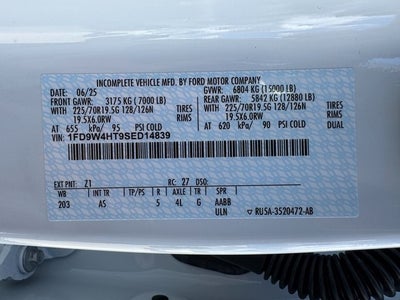 INCOMPLETE VEHICLE MFD. BY FORD MOTOR COMPANY
DATE: 06/25 GVWR: 6804 KG (15000 LB)
FRONT GAWR: 3175 KG ( 7000 LB) REAR GAWR: 5842 KG (12880 LB)
WITH 225/70R19.5G 128/126N TIRES WITH 225/70R19.5G 128/126N TIRES
19.5X6.0RW RIMS 19.5X6.0RW RIMS
AT 655 kPa/ 95 PSI COLD AT 620 kPa/ 90 PSI COLD
VIN: 1FD9W4HT9SED14839
EXT PNT: Z1 RC: 27 DSO:
WB INT TR TP/PS R AXLE TR SPR
203 AS 5 4L G AABB
ULN RU5A-3520472-AB